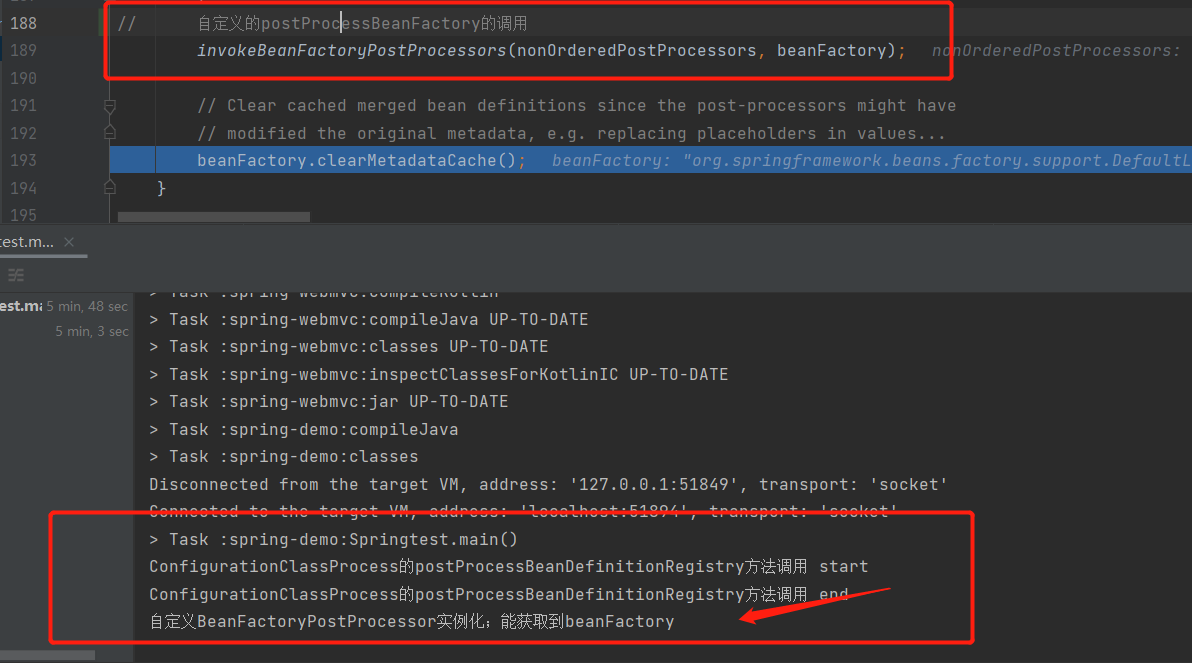 188 // 自定义的postProcessBeanFactory的调用
189 invokeBeanFactoryPostProcessors(nonOrderedPostProcessors, beanFactory); nonOrderedPostProcessors:
190
191 // Clear cached merged bean definitions since the post-processors might have
192 // modified the original metadata, e.g. replacing placeholders in values...
193 beanFactory.clearMetadataCache(); beanFactory: "org.springframework.beans.factory.support.DefaultL
194 }
195
test.m...
est.ma 5 min, 48 sec
5 min, 3 sec
> Task :spring-webmvc:compileKotlin
> Task :spring-webmvc:compileJava UP-TO-DATE
> Task :spring-webmvc:classes UP-TO-DATE
> Task :spring-webmvc:inspectClassesForKotlinIC UP-TO-DATE
> Task :spring-webmvc:jar UP-TO-DATE
> Task :spring-demo:compileJava
> Task :spring-demo:classes
Disconnected from the target VM, address: '127.0.0.1:51849', transport: 'socket'
Connected to the target VM, address: 'localhost:51894', transport: 'socket'
> Task :spring-demo:Springtest.main()
ConfigurationClassProcess的postProcessBeanDefinitionRegistry方法调用 start
ConfigurationClassProcess的postProcessBeanDefinitionRegistry方法调用 end
自定义BeanFactoryPostProcessor实例化；能获取到beanFactory